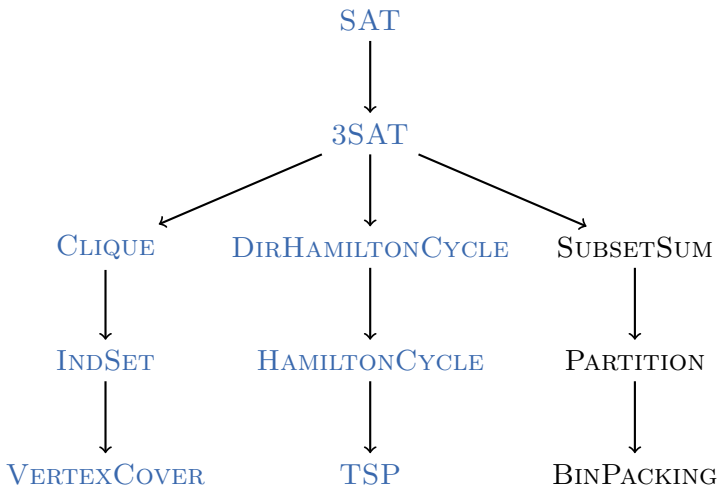 SAT
3SAT
CLIQUE DIRHAMILTONCYCLE SUBSETSUM
INDSET HAMILTONCYCLE PARTITION
VERTEXCOVER TSP BINPACKING